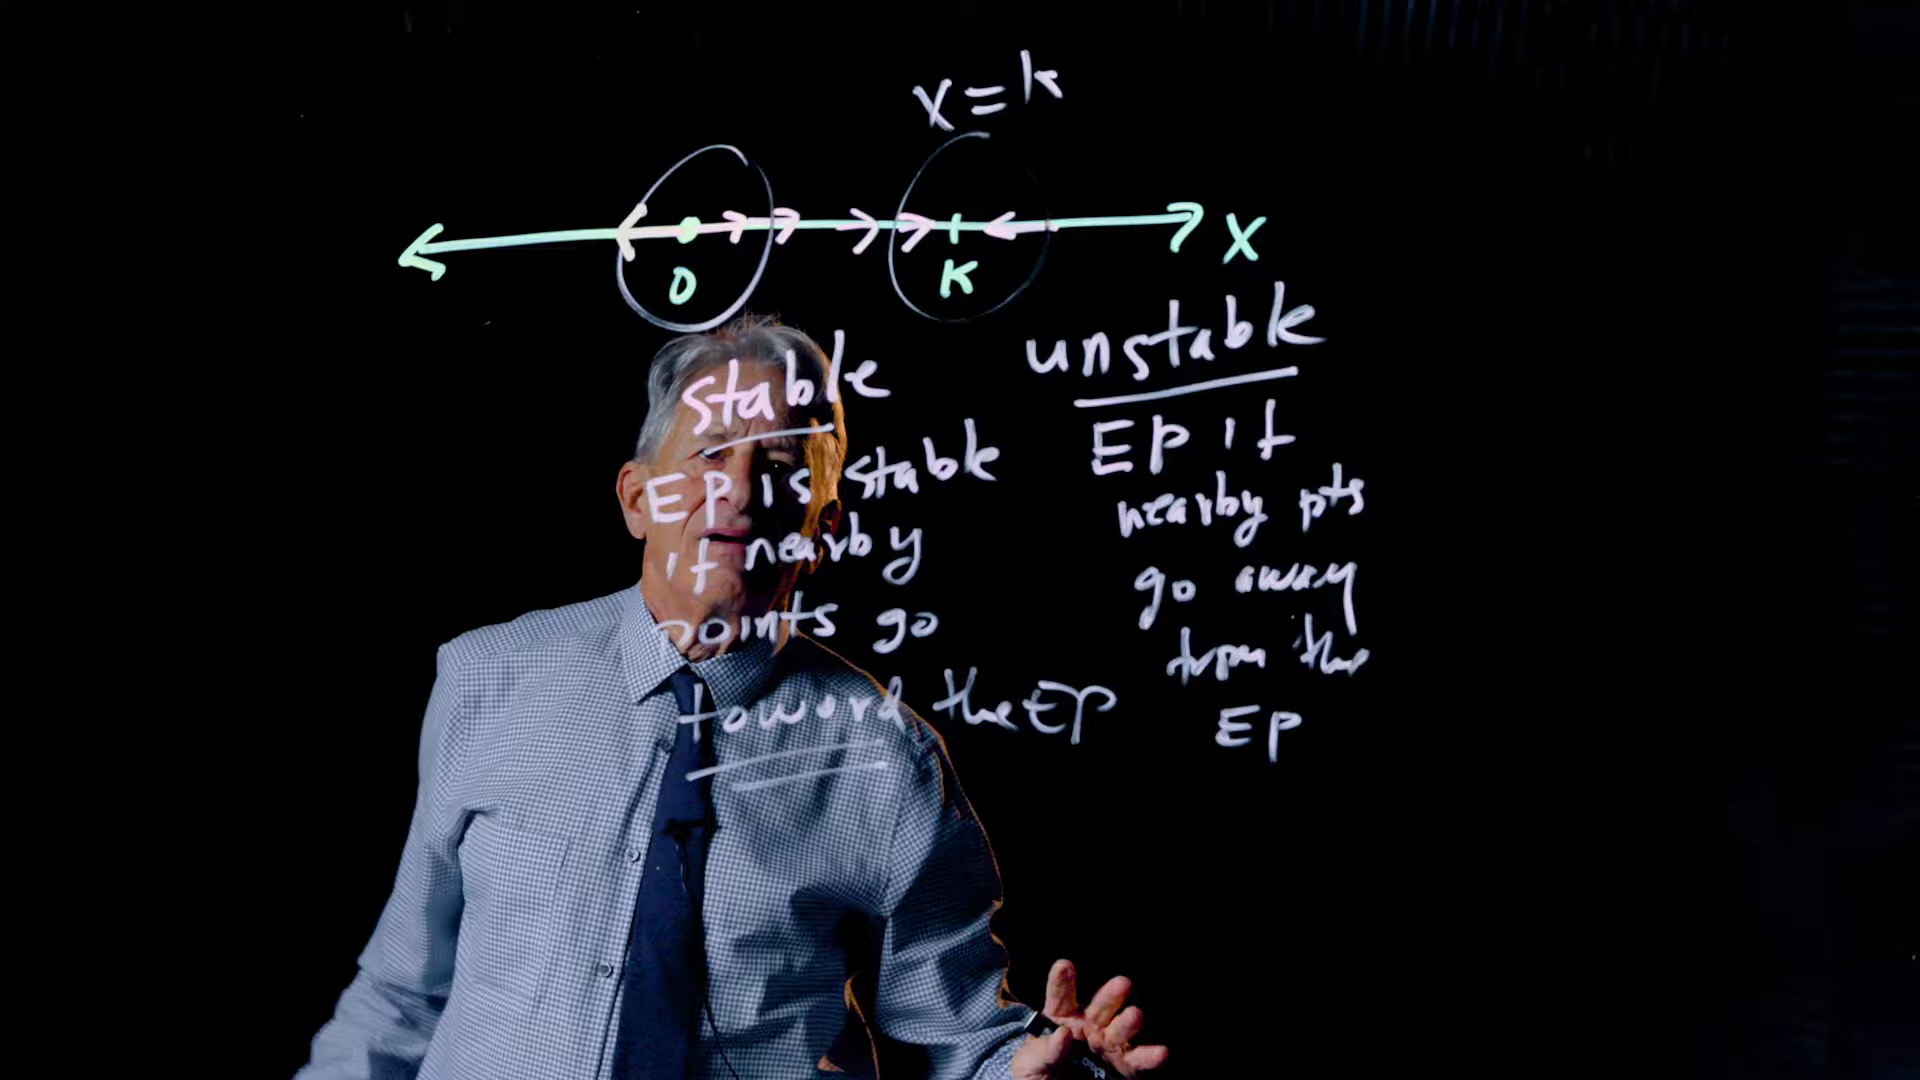 x = k
x
0
K
stable
EP is stable
if nearby
points go
toward the EP
unstable
EP if
nearby pts
go away
from the
EP